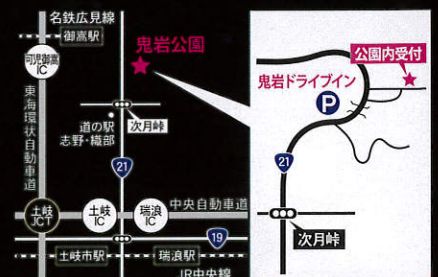 名鉄広見線
御嵩駅
可児御嵩
IC
鬼岩公園
東海環状自動車道
道の駅
志野・織部
次月峠
21
土岐
JCT
土岐
IC
瑞浪
IC
中央自動車道
19
土岐市駅
瑞浪駅
JR中央線
公園内受付
鬼岩ドライブイン
P
21
次月峠